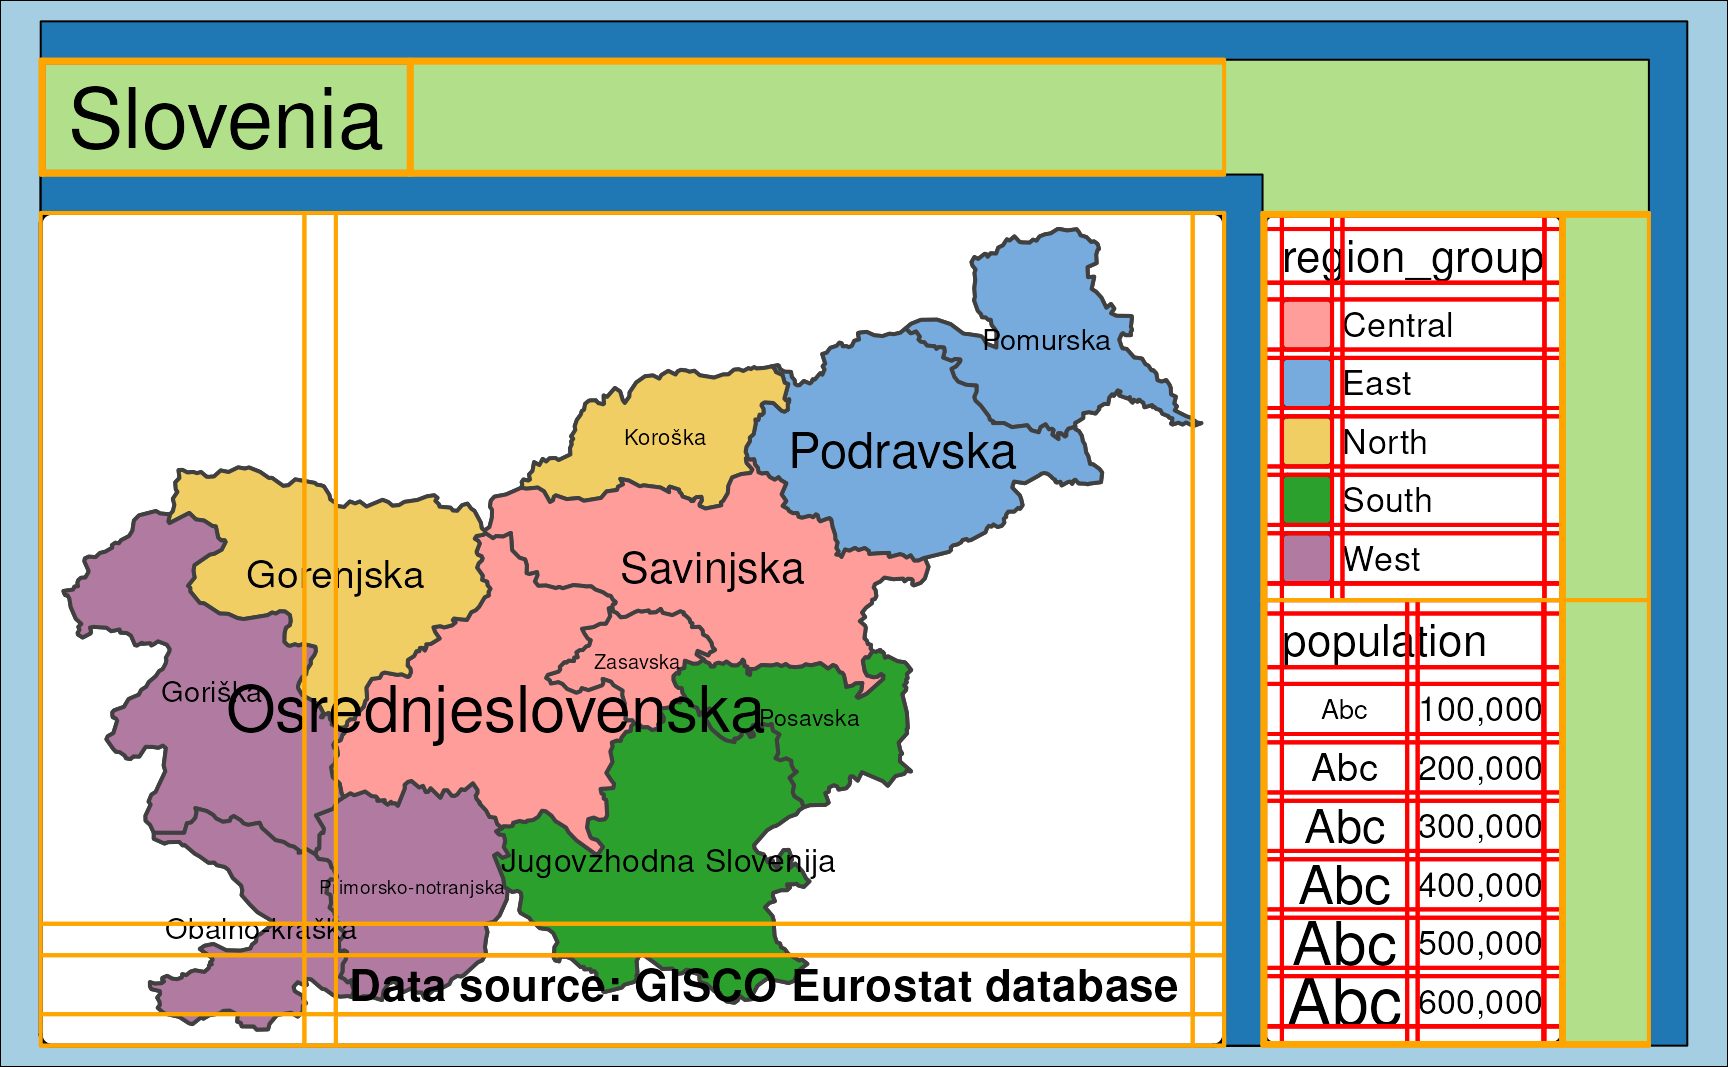 Slovenia
Pomurska
Koroška
Podravska
Gorenjska
Savinjska
Zasavska
Goriška
Osrednjeslovenska
Posavska
Jugovzhodna Slovenija
Primorsko-notranjska
Obalno-kraška
Data source: GISCO Eurostat database
region_group
Central
East
North
South
West
population
Abc 100,000
Abc 200,000
Abc 300,000
Abc 400,000
Abc 500,000
Abc 600,000